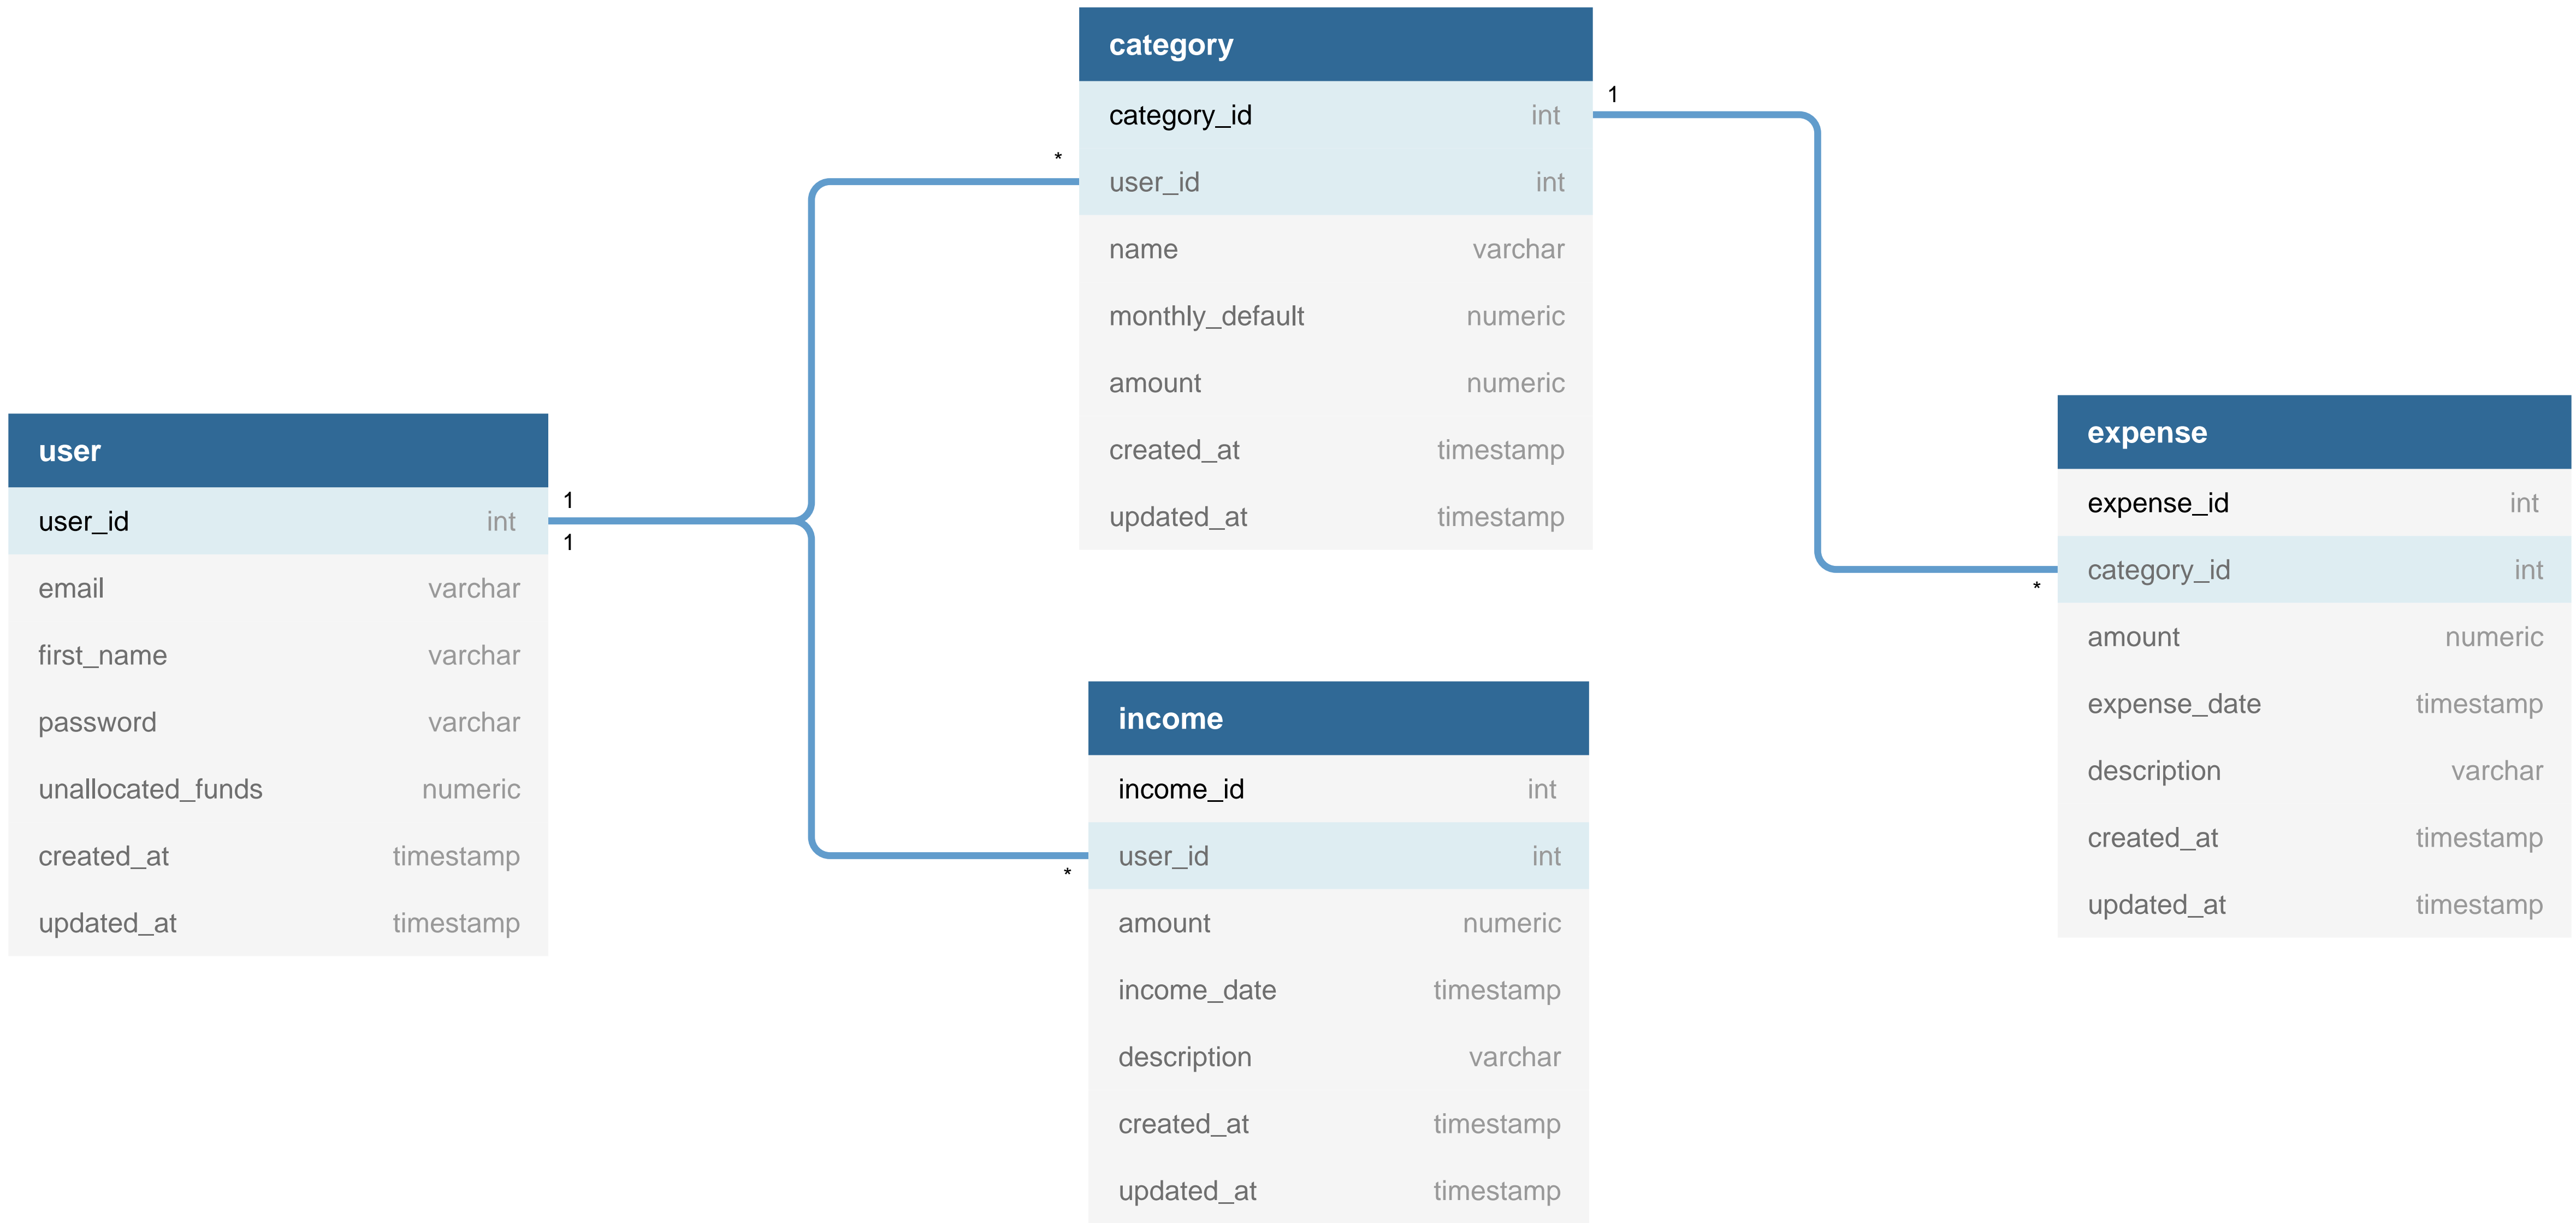 category
category_id int
user_id int
name varchar
monthly_default numeric
amount numeric
created_at timestamp
updated_at timestamp
1
*
user
user_id int
email varchar
first_name varchar
password varchar
unallocated_funds numeric
created_at timestamp
updated_at timestamp
1
1
income
income_id int
user_id int
amount numeric
income_date timestamp
description varchar
created_at timestamp
updated_at timestamp
*
expense
expense_id int
category_id int
amount numeric
expense_date timestamp
description varchar
created_at timestamp
updated_at timestamp
*